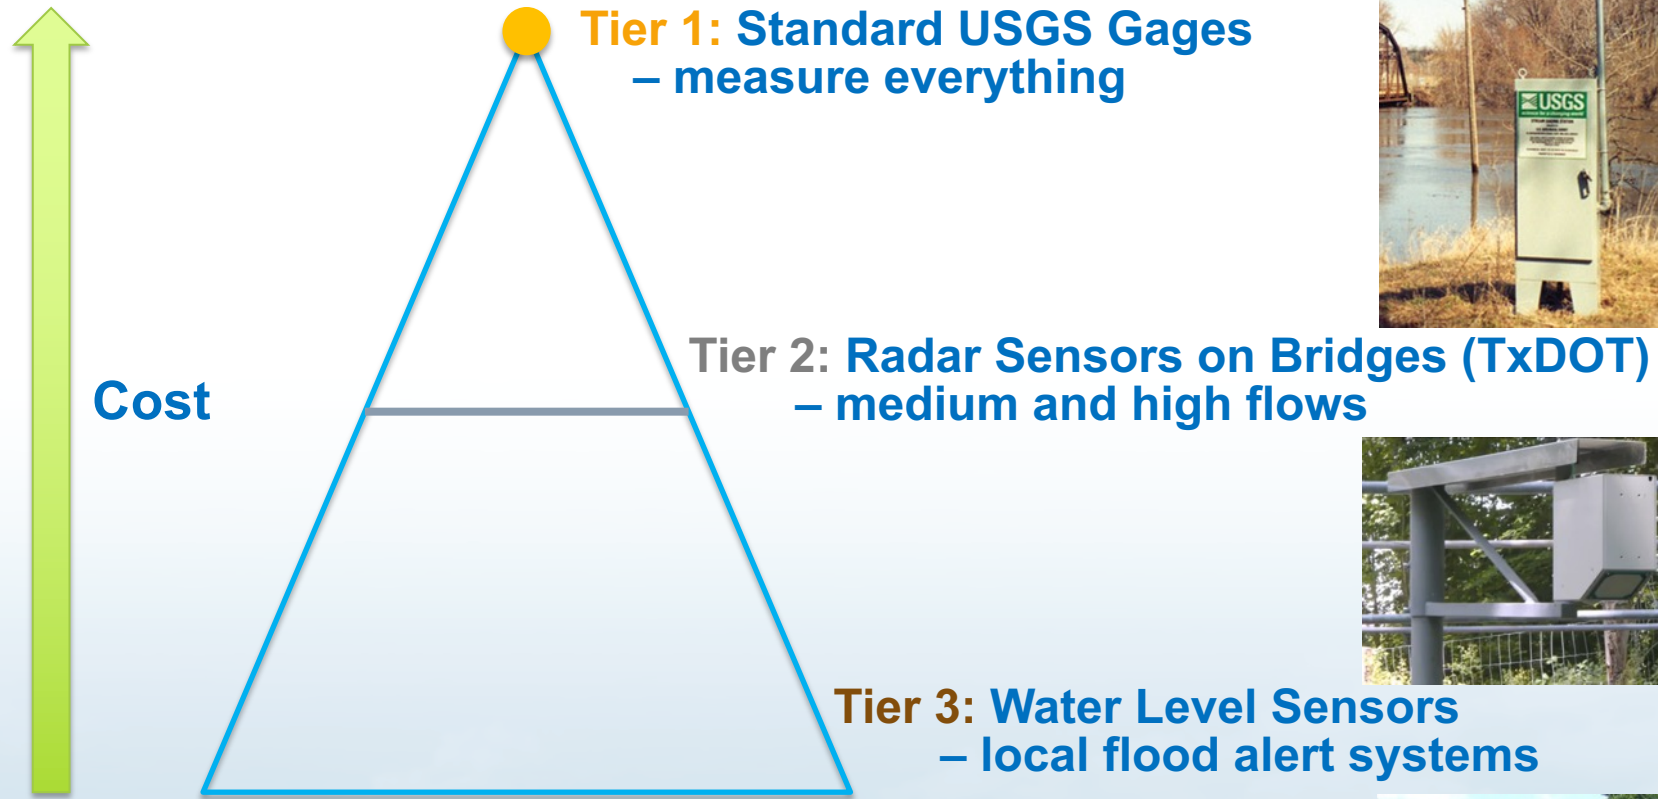 Tier 1: Standard USGS Gages
– measure everything
USGS
Tier 2: Radar Sensors on Bridges (TxDOT)
– medium and high flows
Cost
Tier 3: Water Level Sensors
– local flood alert systems